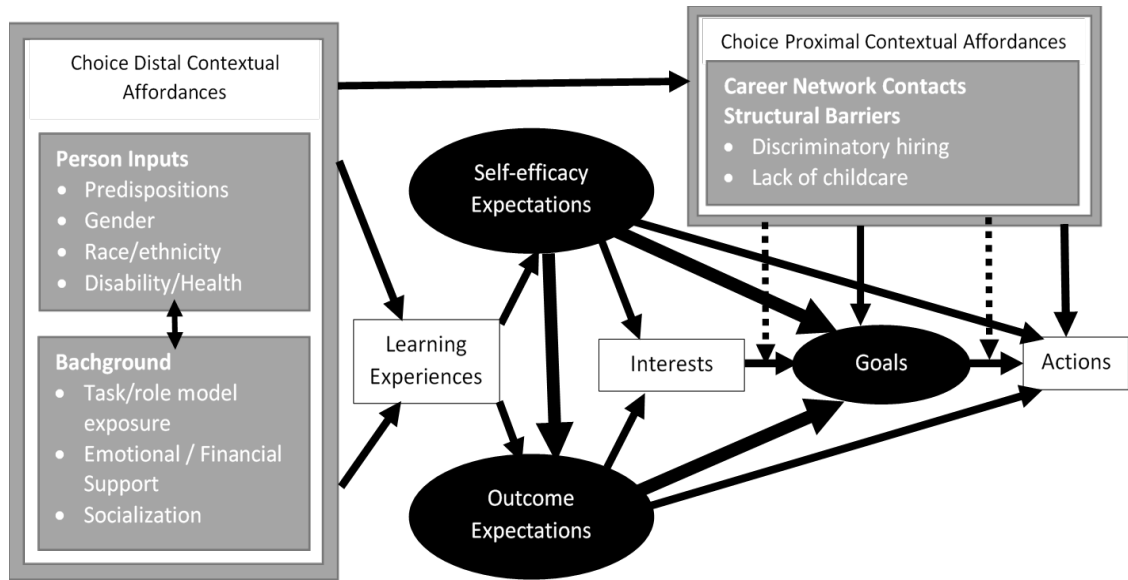 Choice Distal Contextual
Affordances
Person Inputs
• Predispositions
• Gender
• Race/ethnicity
• Disability/Health
Bachground
• Task/role model
exposure
• Emotional / Financial
Support
• Socialization
Learning
Experiences
Self-efficacy
Expectations
Outcome
Expectations
Interests
Choice Proximal Contextual Affordances
Career Network Contacts
Structural Barriers
• Discriminatory hiring
• Lack of childcare
Goals
Actions